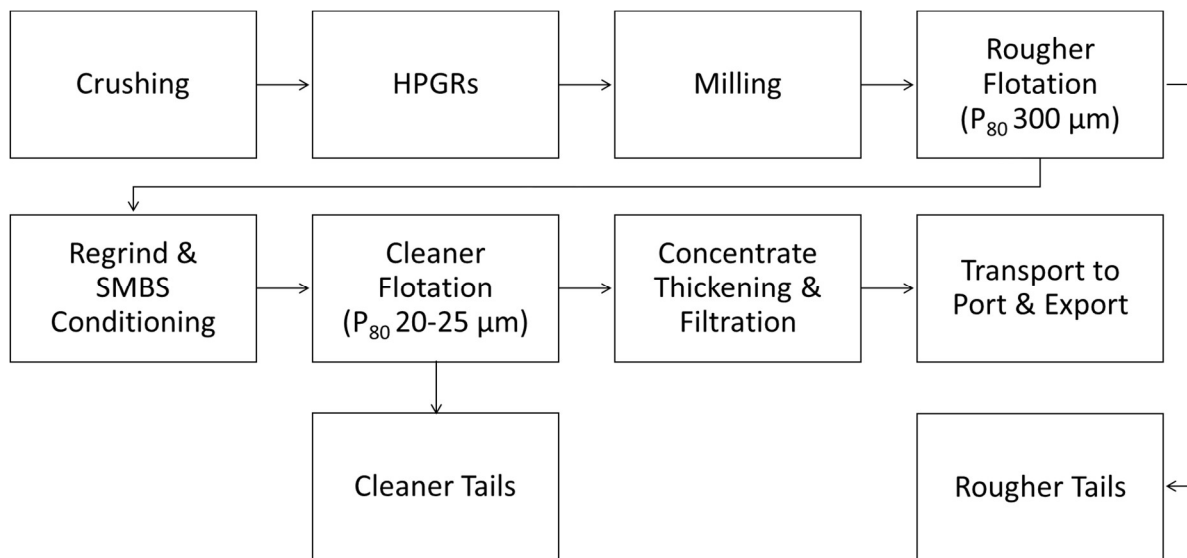 Crushing
HPGRs
Milling
Rougher
Flotation
(P₈₀ 300 µm)
Regrind &
SMBS
Conditioning
Cleaner
Flotation
(P₈₀ 20-25 µm)
Concentrate
Thickening &
Filtration
Transport to
Port & Export
Cleaner Tails
Rougher Tails